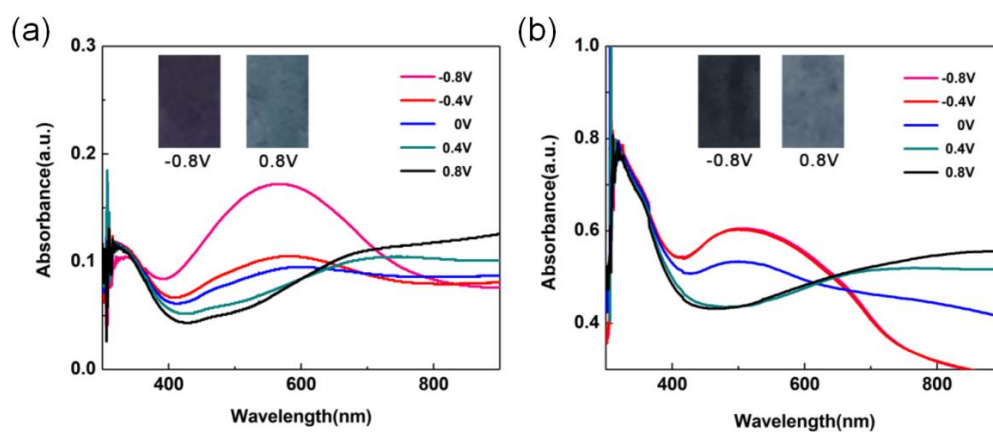 (a)
0.3
0.2
0.1
0.0
Absorbance(a.u.)
400
600
800
Wavelength(nm)
-0.8V
0.8V
-0.8V
-0.4V
0V
0.4V
0.8V
(b)
1.0
0.8
0.6
0.4
Absorbance(a.u.)
400
600
800
Wavelength(nm)
-0.8V
0.8V
-0.8V
-0.4V
0V
0.4V
0.8V